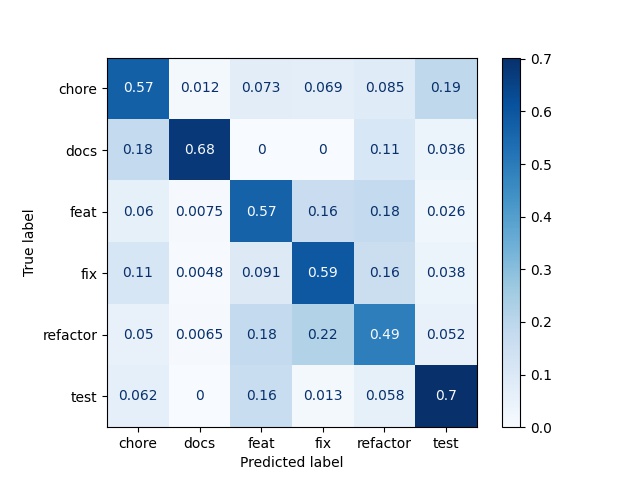 chore 0.57 0.012 0.073 0.069 0.085 0.19
docs 0.18 0.68 0 0 0.11 0.036
feat 0.06 0.0075 0.57 0.16 0.18 0.026
fix 0.11 0.0048 0.091 0.59 0.16 0.038
refactor 0.05 0.0065 0.18 0.22 0.49 0.052
test 0.062 0 0.16 0.013 0.058 0.7
chore docs feat fix refactor test
Predicted label
True label
0.7
0.6
0.5
0.4
0.3
0.2
0.1
0.0